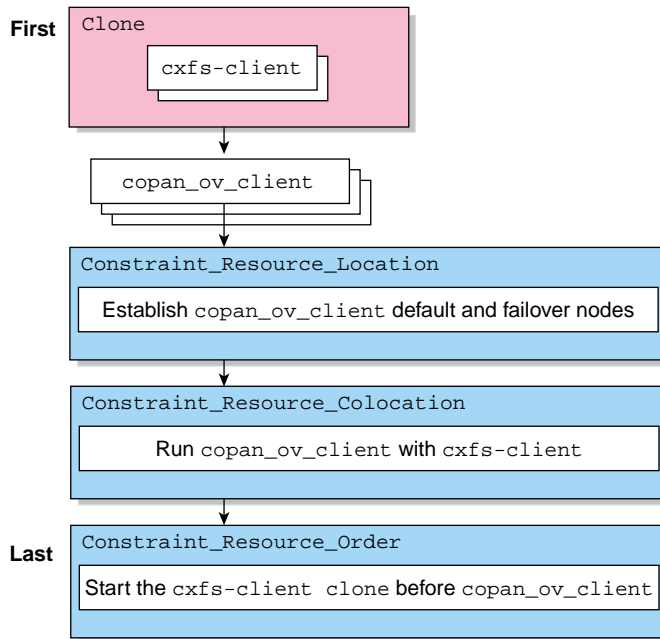 First
Clone
cxfs-client
copan_ov_client
Constraint_Resource_Location
Establish copan_ov_client default and failover nodes
Constraint_Resource_Colocation
Run copan_ov_client with cxfs-client
Last
Constraint_Resource_Order
Start the cxfs-client clone before copan_ov_client